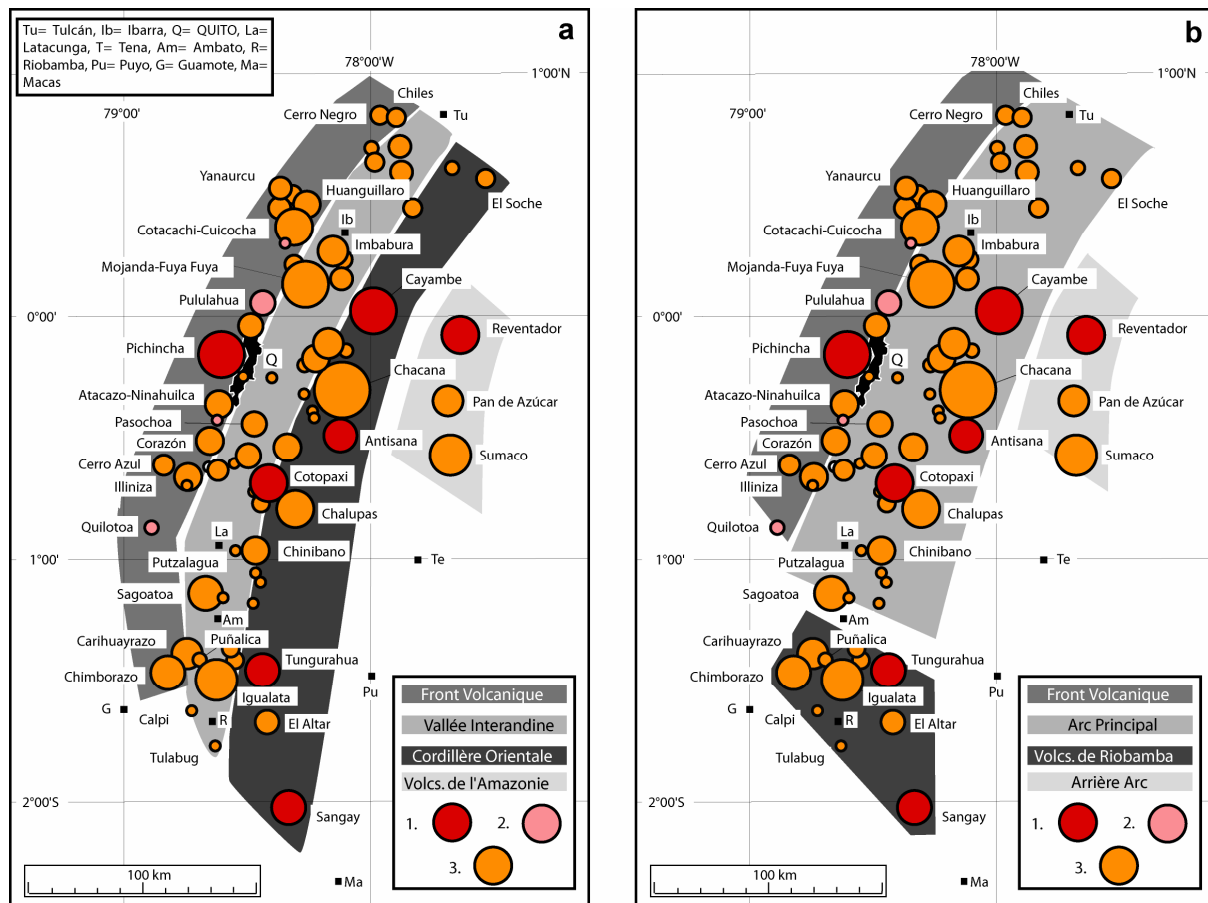 Tu= Tulcán, Ib= Ibarra, Q= QUITO, La=
Latacunga, T= Tena, Am= Ambato, R=
Riobamba, Pu= Puyo, G= Guamote, Ma=
Macas
a
78°00'W
1°00'N
79°00'
Chiles
Cerro Negro
Tu
Yanaurcu
Huanguillaro
El Soche
Ib
Cotacachi-Cuicocha
Imbabura
Mojanda-Fuya Fuya
Cayambe
Pululahua
0°00'
Reventador
Pichincha
Q
Chacana
Atacazo-Ninahuilca
Pan de Azúcar
Pasochoa
Antisana
Corazón
Sumaco
Cerro Azul
Cotopaxi
Illiniza
Chalupas
Quilotoa
La
Chinibano
1°00'
Te
Putzalagua
Sagoatoa
Am
Carihuayrazo
Puñalica
Tungurahua
Chimborazo
Pu
Igualata
G
Calpi
R
El Altar
Tulabug
2°00'S
Sangay
Ma
100 km
Front Volcanique
Vallée Interandine
Cordillère Orientale
Volcs. de l'Amazonie
1.
2.
3.
b
78°00'W
1°00'N
79°00'
Chiles
Cerro Negro
Tu
Yanaurcu
Huanguillaro
El Soche
Ib
Cotacachi-Cuicocha
Imbabura
Mojanda-Fuya Fuya
Cayambe
Pululahua
0°00'
Reventador
Pichincha
Q
Chacana
Atacazo-Ninahuilca
Pan de Azúcar
Pasochoa
Antisana
Corazón
Sumaco
Cerro Azul
Cotopaxi
Illiniza
Chalupas
Quilotoa
La
Chinibano
1°00'
Te
Putzalagua
Sagoatoa
Am
Carihuayrazo
Puñalica
Tungurahua
Chimborazo
Pu
Igualata
G
Calpi
R
El Altar
Tulabug
2°00'S
Sangay
Ma
100 km
Front Volcanique
Arc Principal
Volcs. de Riobamba
Arrière Arc
1.
2.
3.